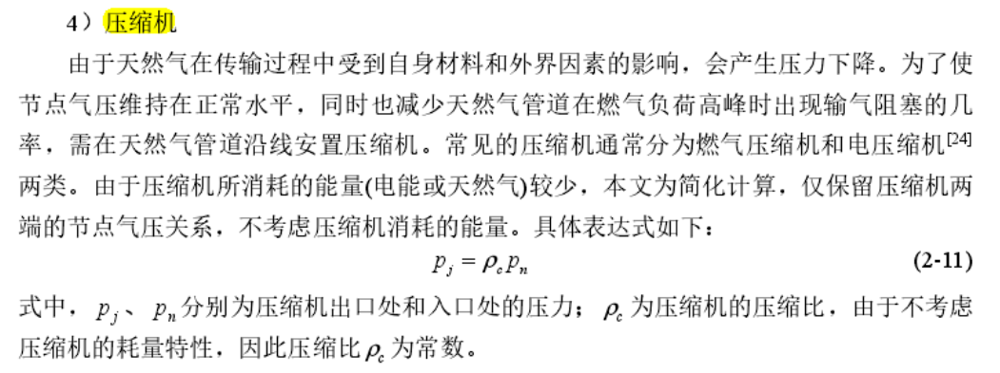 4）压缩机
由于天然气在传输过程中受到自身材料和外界因素的影响，会产生压力下降。为了使
节点气压维持在正常水平，同时也减少天然气管道在燃气负荷高峰时出现输气阻塞的几
率，需在天然气管道沿线安置压缩机。常见的压缩机通常分为燃气压缩机和电压缩机[24]
两类。由于压缩机所消耗的能量(电能或天然气)较少，本文为简化计算，仅保留压缩机两
端的节点气压关系，不考虑压缩机消耗的能量。具体表达式如下：
p_j = ρ_c p_n (2-11)
式中，p_j、p_n 分别为压缩机出口处和入口处的压力；ρ_c 为压缩机的压缩比，由于不考虑
压缩机的耗量特性，因此压缩比 ρ_c 为常数。